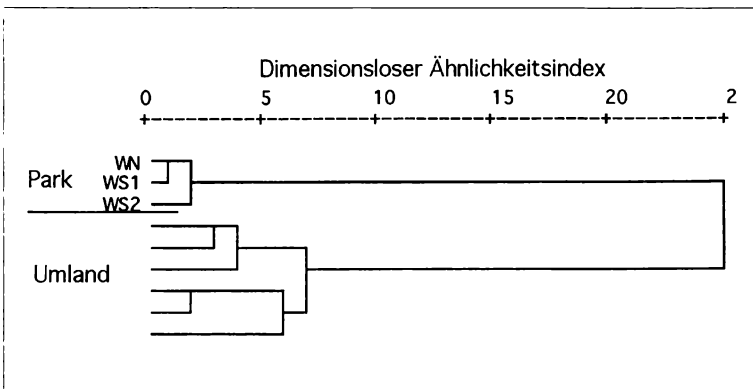 Dimensionsloser Ähnlichkeitsindex
0 5 10 15 20 2
WN
Park WS1
WS2
Umland